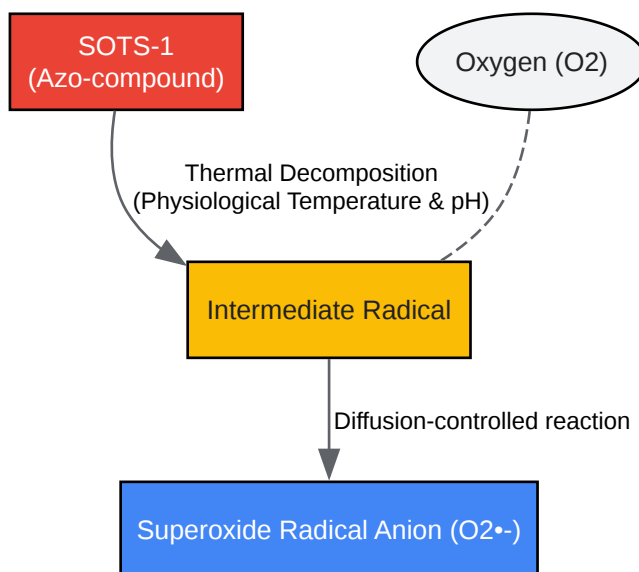 SOTS-1
(Azo-compound)
Oxygen (O2)
Thermal Decomposition
(Physiological Temperature & pH)
Intermediate Radical
Diffusion-controlled reaction
Superoxide Radical Anion (O2•-)